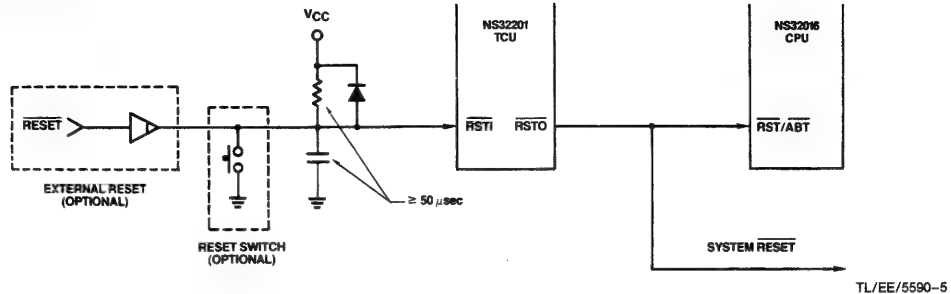 VCC
NS32201
TCU
NS32016
CPU
RESET
RSTI
RSTO
RST/ABT
EXTERNAL RESET
(OPTIONAL)
≥ 50 μsec
RESET SWITCH
(OPTIONAL)
SYSTEM RESET
TL/EE/5590-5